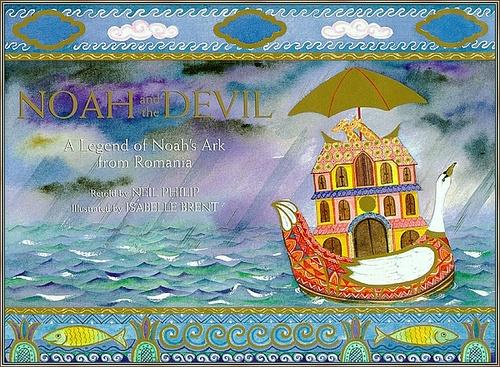 NOAH and the DEVIL
A Legend of Noah's Ark
from Romania
Retold by NEIL PHILIP
Illustrated by ISABELLE BRENT